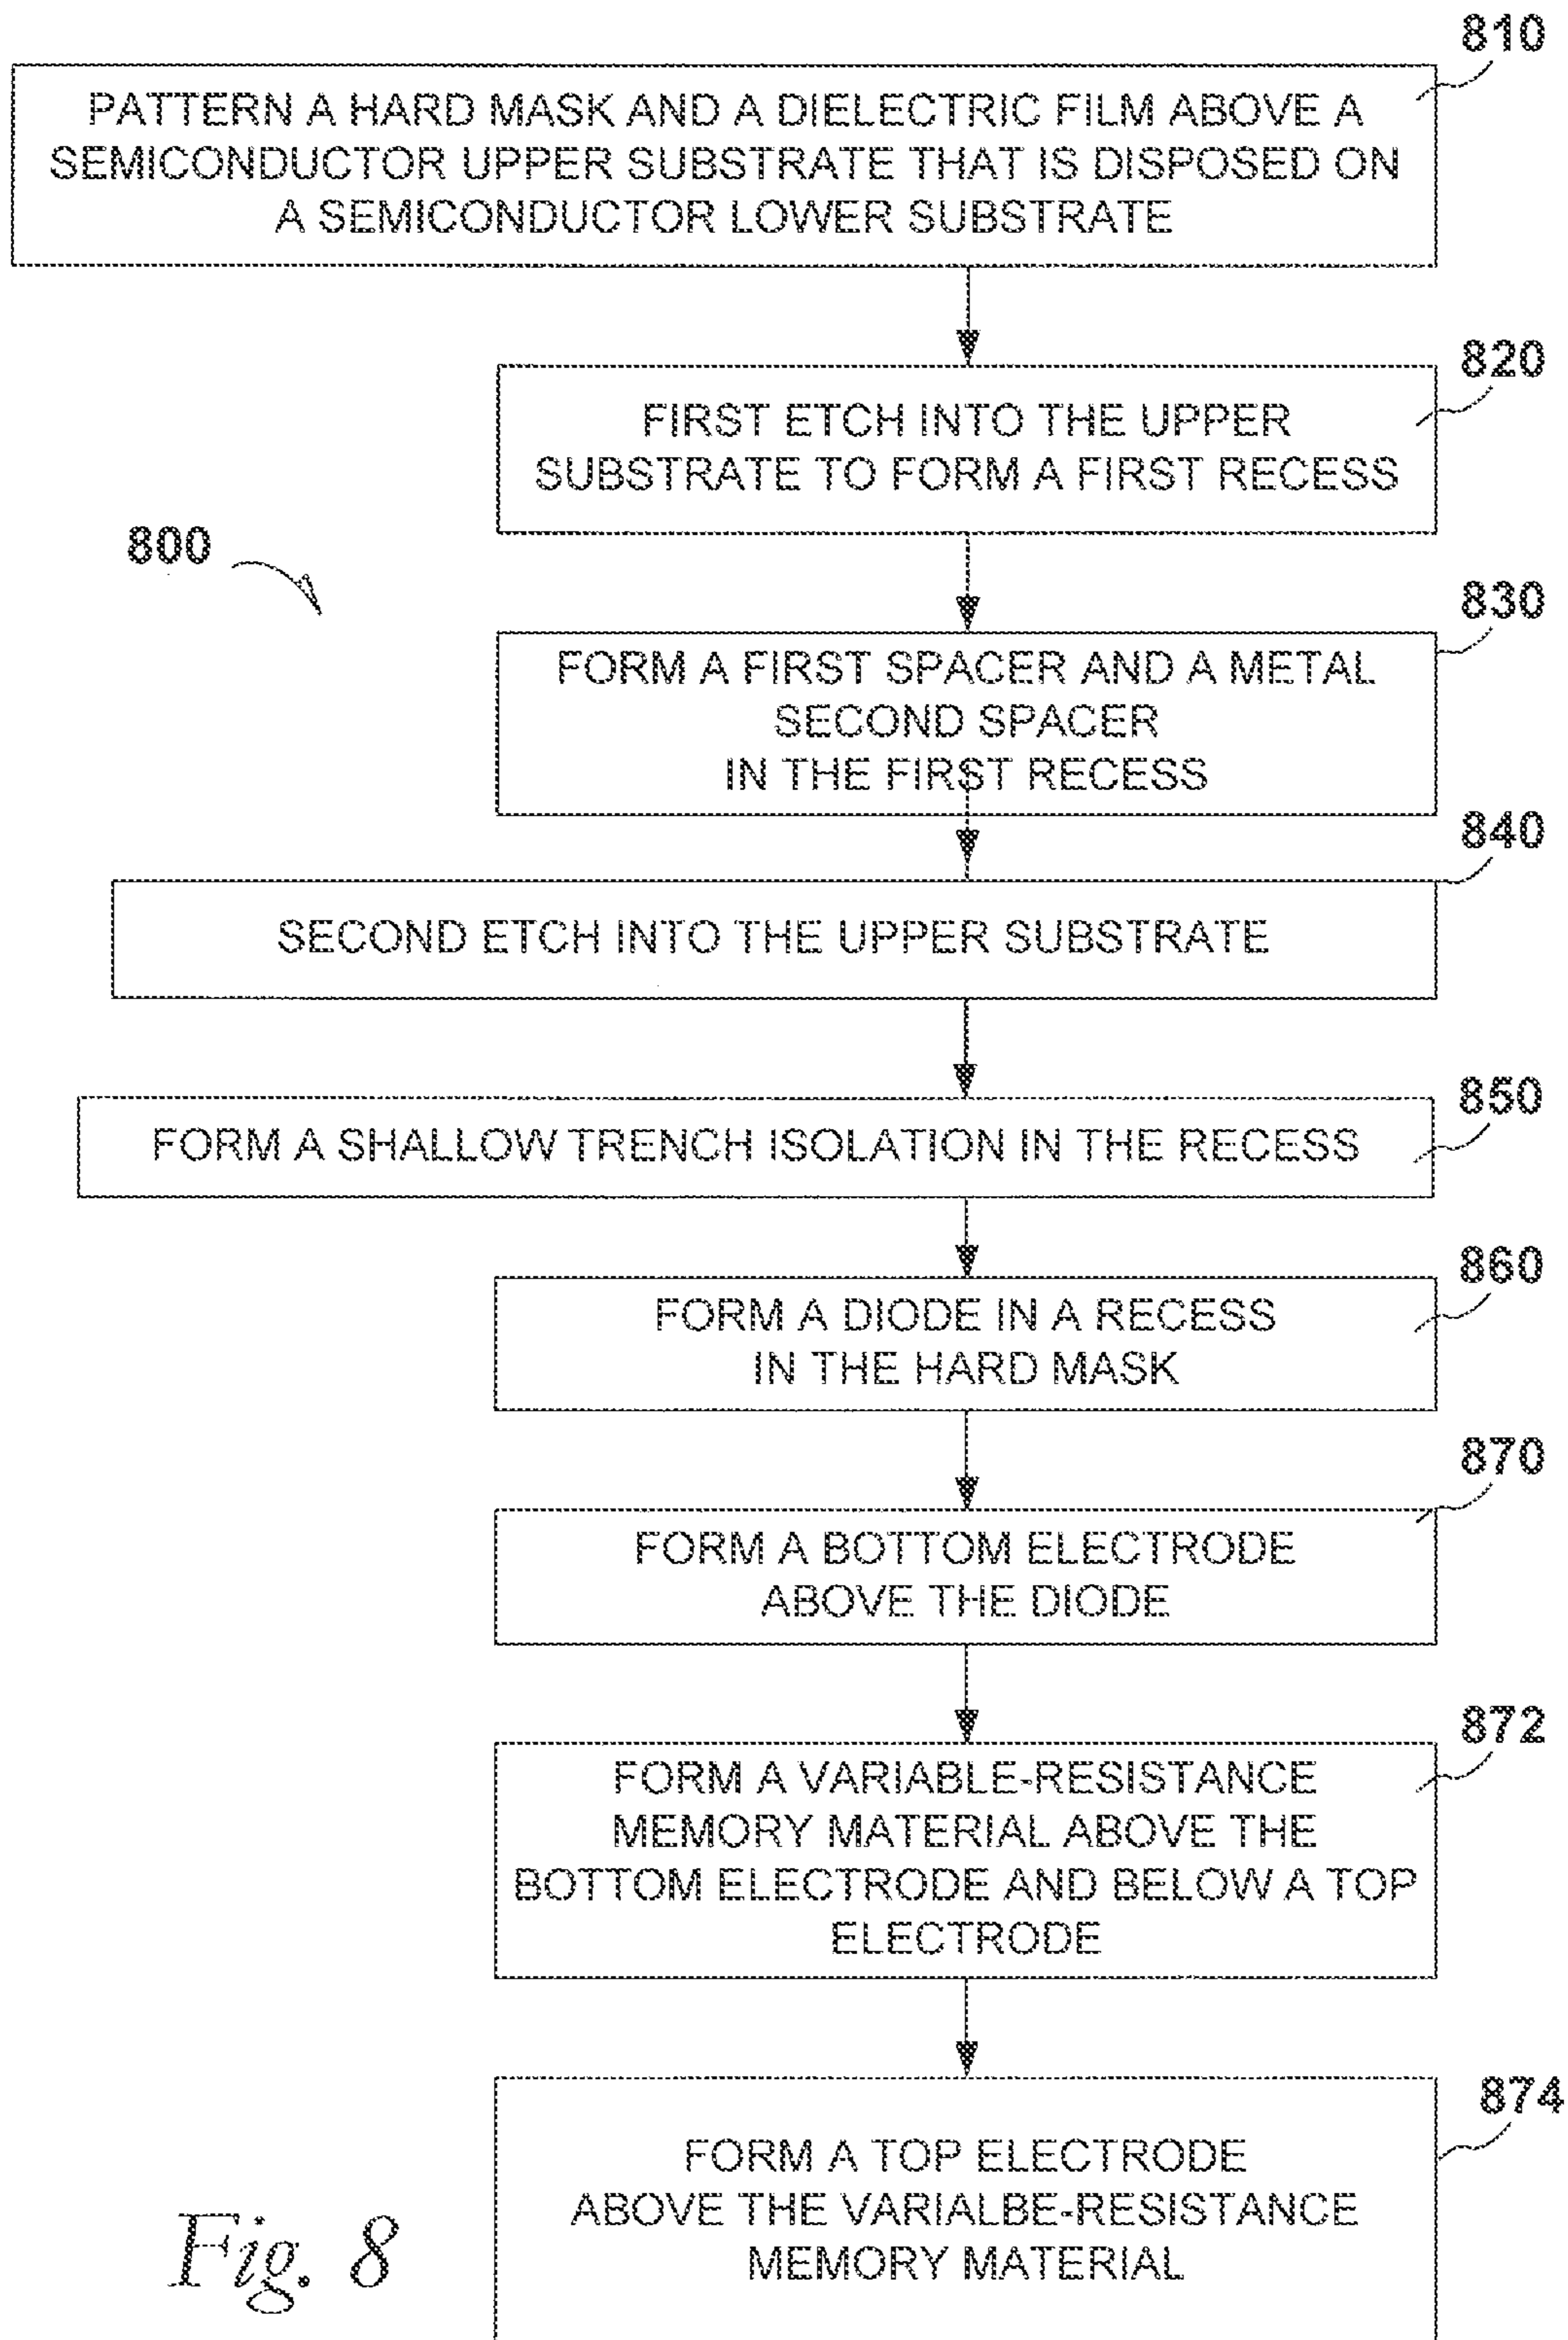 810
PATTERN A HARD MASK AND A DIELECTRIC FILM ABOVE A
SEMICONDUCTOR UPPER SUBSTRATE THAT IS DISPOSED ON
A SEMICONDUCTOR LOWER SUBSTRATE
820
FIRST ETCH INTO THE UPPER
SUBSTRATE TO FORM A FIRST RECESS
800
830
FORM A FIRST SPACER AND A METAL
SECOND SPACER
IN THE FIRST RECESS
840
SECOND ETCH INTO THE UPPER SUBSTRATE
850
FORM A SHALLOW TRENCH ISOLATION IN THE RECESS
860
FORM A DIODE IN A RECESS
IN THE HARD MASK
870
FORM A BOTTOM ELECTRODE
ABOVE THE DIODE
872
FORM A VARIABLE-RESISTANCE
MEMORY MATERIAL ABOVE THE
BOTTOM ELECTRODE AND BELOW A TOP
ELECTRODE
874
FORM A TOP ELECTRODE
ABOVE THE VARIALBE-RESISTANCE
MEMORY MATERIAL
Fig. 8